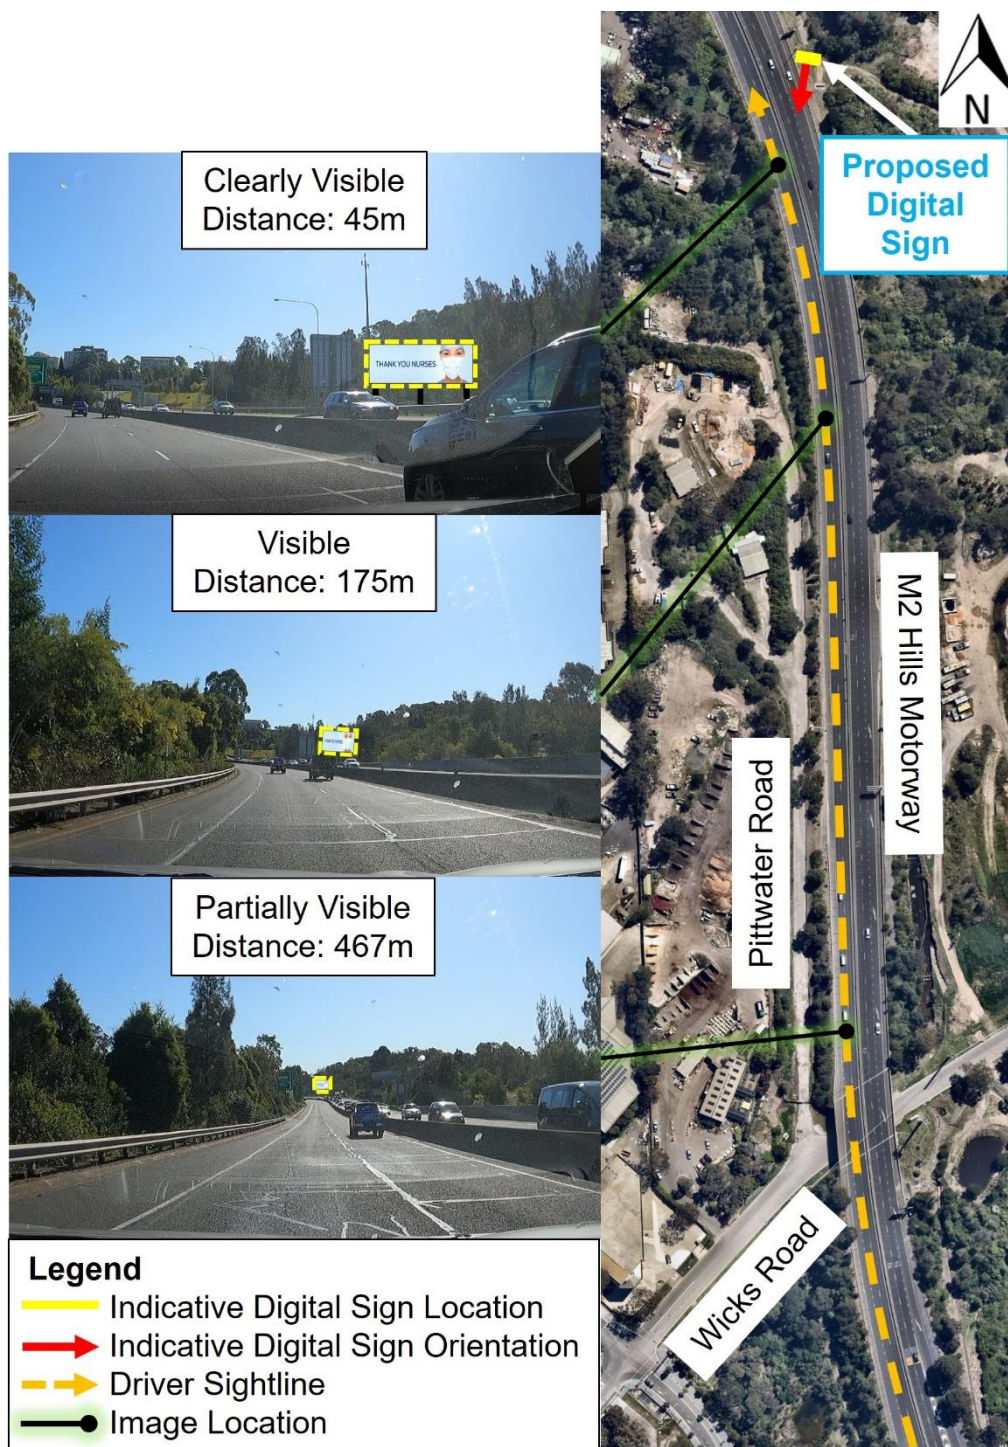 Clearly Visible
Distance: 45m
THANK YOU NURSES
Visible
Distance: 175m
Partially Visible
Distance: 467m
Legend
Indicative Digital Sign Location
Indicative Digital Sign Orientation
Driver Sightline
Image Location
N
Proposed
Digital
Sign
M2 Hills Motorway
Pittwater Road
Wicks Road